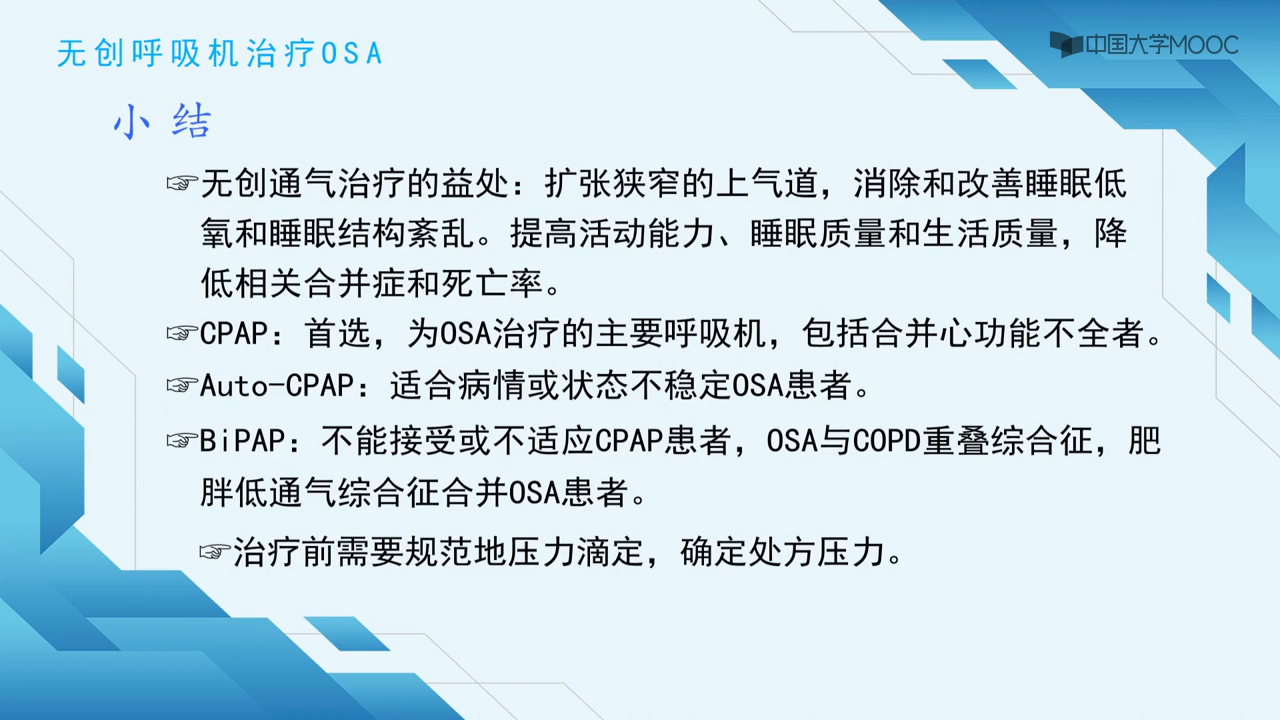 无创呼吸机治疗OSA
中国大学MOOC
小结
☞无创通气治疗的益处：扩张狭窄的上气道，消除和改善睡眠低
氧和睡眠结构紊乱。提高活动能力、睡眠质量和生活质量，降
低相关合并症和死亡率。
☞CPAP：首选，为OSA治疗的主要呼吸机，包括合并心功能不全者。
☞Auto-CPAP：适合病情或状态不稳定OSA患者。
☞BiPAP：不能接受或不适应CPAP患者，OSA与COPD重叠综合征，肥
胖低通气综合征合并OSA患者。
☞治疗前需要规范地压力滴定，确定处方压力。